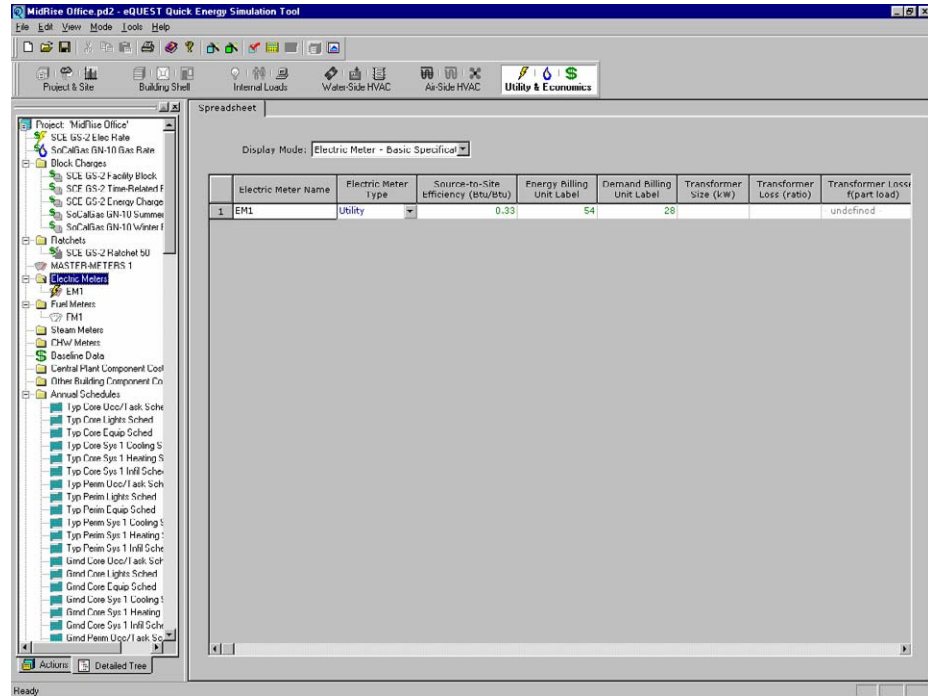 MidRise Office.pd2 - eQUEST Quick Energy Simulation Tool
File Edit View Mode Tools Help
Project & Site
Building Shell
Internal Loads
Water-Side HVAC
Air-Side HVAC
Utility & Economics
Project: 'MidRise Office'
SCE GS-2 Elec Rate
SoCalGas GN-10 Gas Rate
Block Charges
SCE GS-2 Facility Block
SCE GS-2 Time-Related F
SCE GS-2 Energy Charge
SoCalGas GN-10 Summer
SoCalGas GN-10 Winter F
Ratchets
SCE GS-2 Ratchet 50
MASTER-METERS 1
Electric Meters
EM1
Fuel Meters
FM1
Steam Meters
CHW Meters
Baseline Data
Central Plant Component Cost
Other Building Component Co
Annual Schedules
Typ Core Occ/Task Sche
Typ Core Lights Sched
Typ Core Equip Sched
Typ Core Sys 1 Cooling S
Typ Core Sys 1 Heating S
Typ Core Sys 1 Infil Sche
Typ Perim Occ/Task Sch
Typ Perim Lights Sched
Typ Perim Equip Sched
Typ Perim Sys 1 Cooling S
Typ Perim Sys 1 Heating S
Typ Perim Sys 1 Infil Sche
Grnd Core Occ/Task Sch
Grnd Core Lights Sched
Grnd Core Equip Sched
Grnd Core Sys 1 Cooling S
Grnd Core Sys 1 Heating
Grnd Core Sys 1 Infil Sche
Grnd Perim Occ/Task Sc
Actions Detailed Tree
Spreadsheet
Display Mode: Electric Meter - Basic Specificat
Electric Meter Name
Electric Meter Type
Source-to-Site Efficiency (Btu/Btu)
Energy Billing Unit Label
Demand Billing Unit Label
Transformer Size (kW)
Transformer Loss (ratio)
Transformer Losse f(part load)
1 EM1 Utility 0.33 54 28 - undefined -
Ready